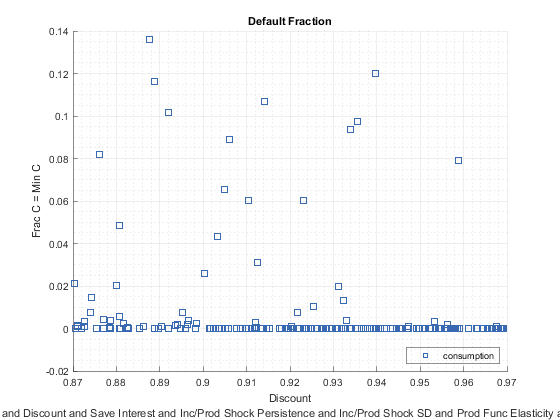 Default Fraction
0.14
0.12
0.1
0.08
0.06
0.04
0.02
0
-0.02
Frac C = Min C
consumption
0.87 0.88 0.89 0.9 0.91 0.92 0.93 0.94 0.95 0.96 0.97
Discount
and Discount and Save Interest and Inc/Prod Shock Persistence and Inc/Prod Shock SD and Prod Func Elasticity a